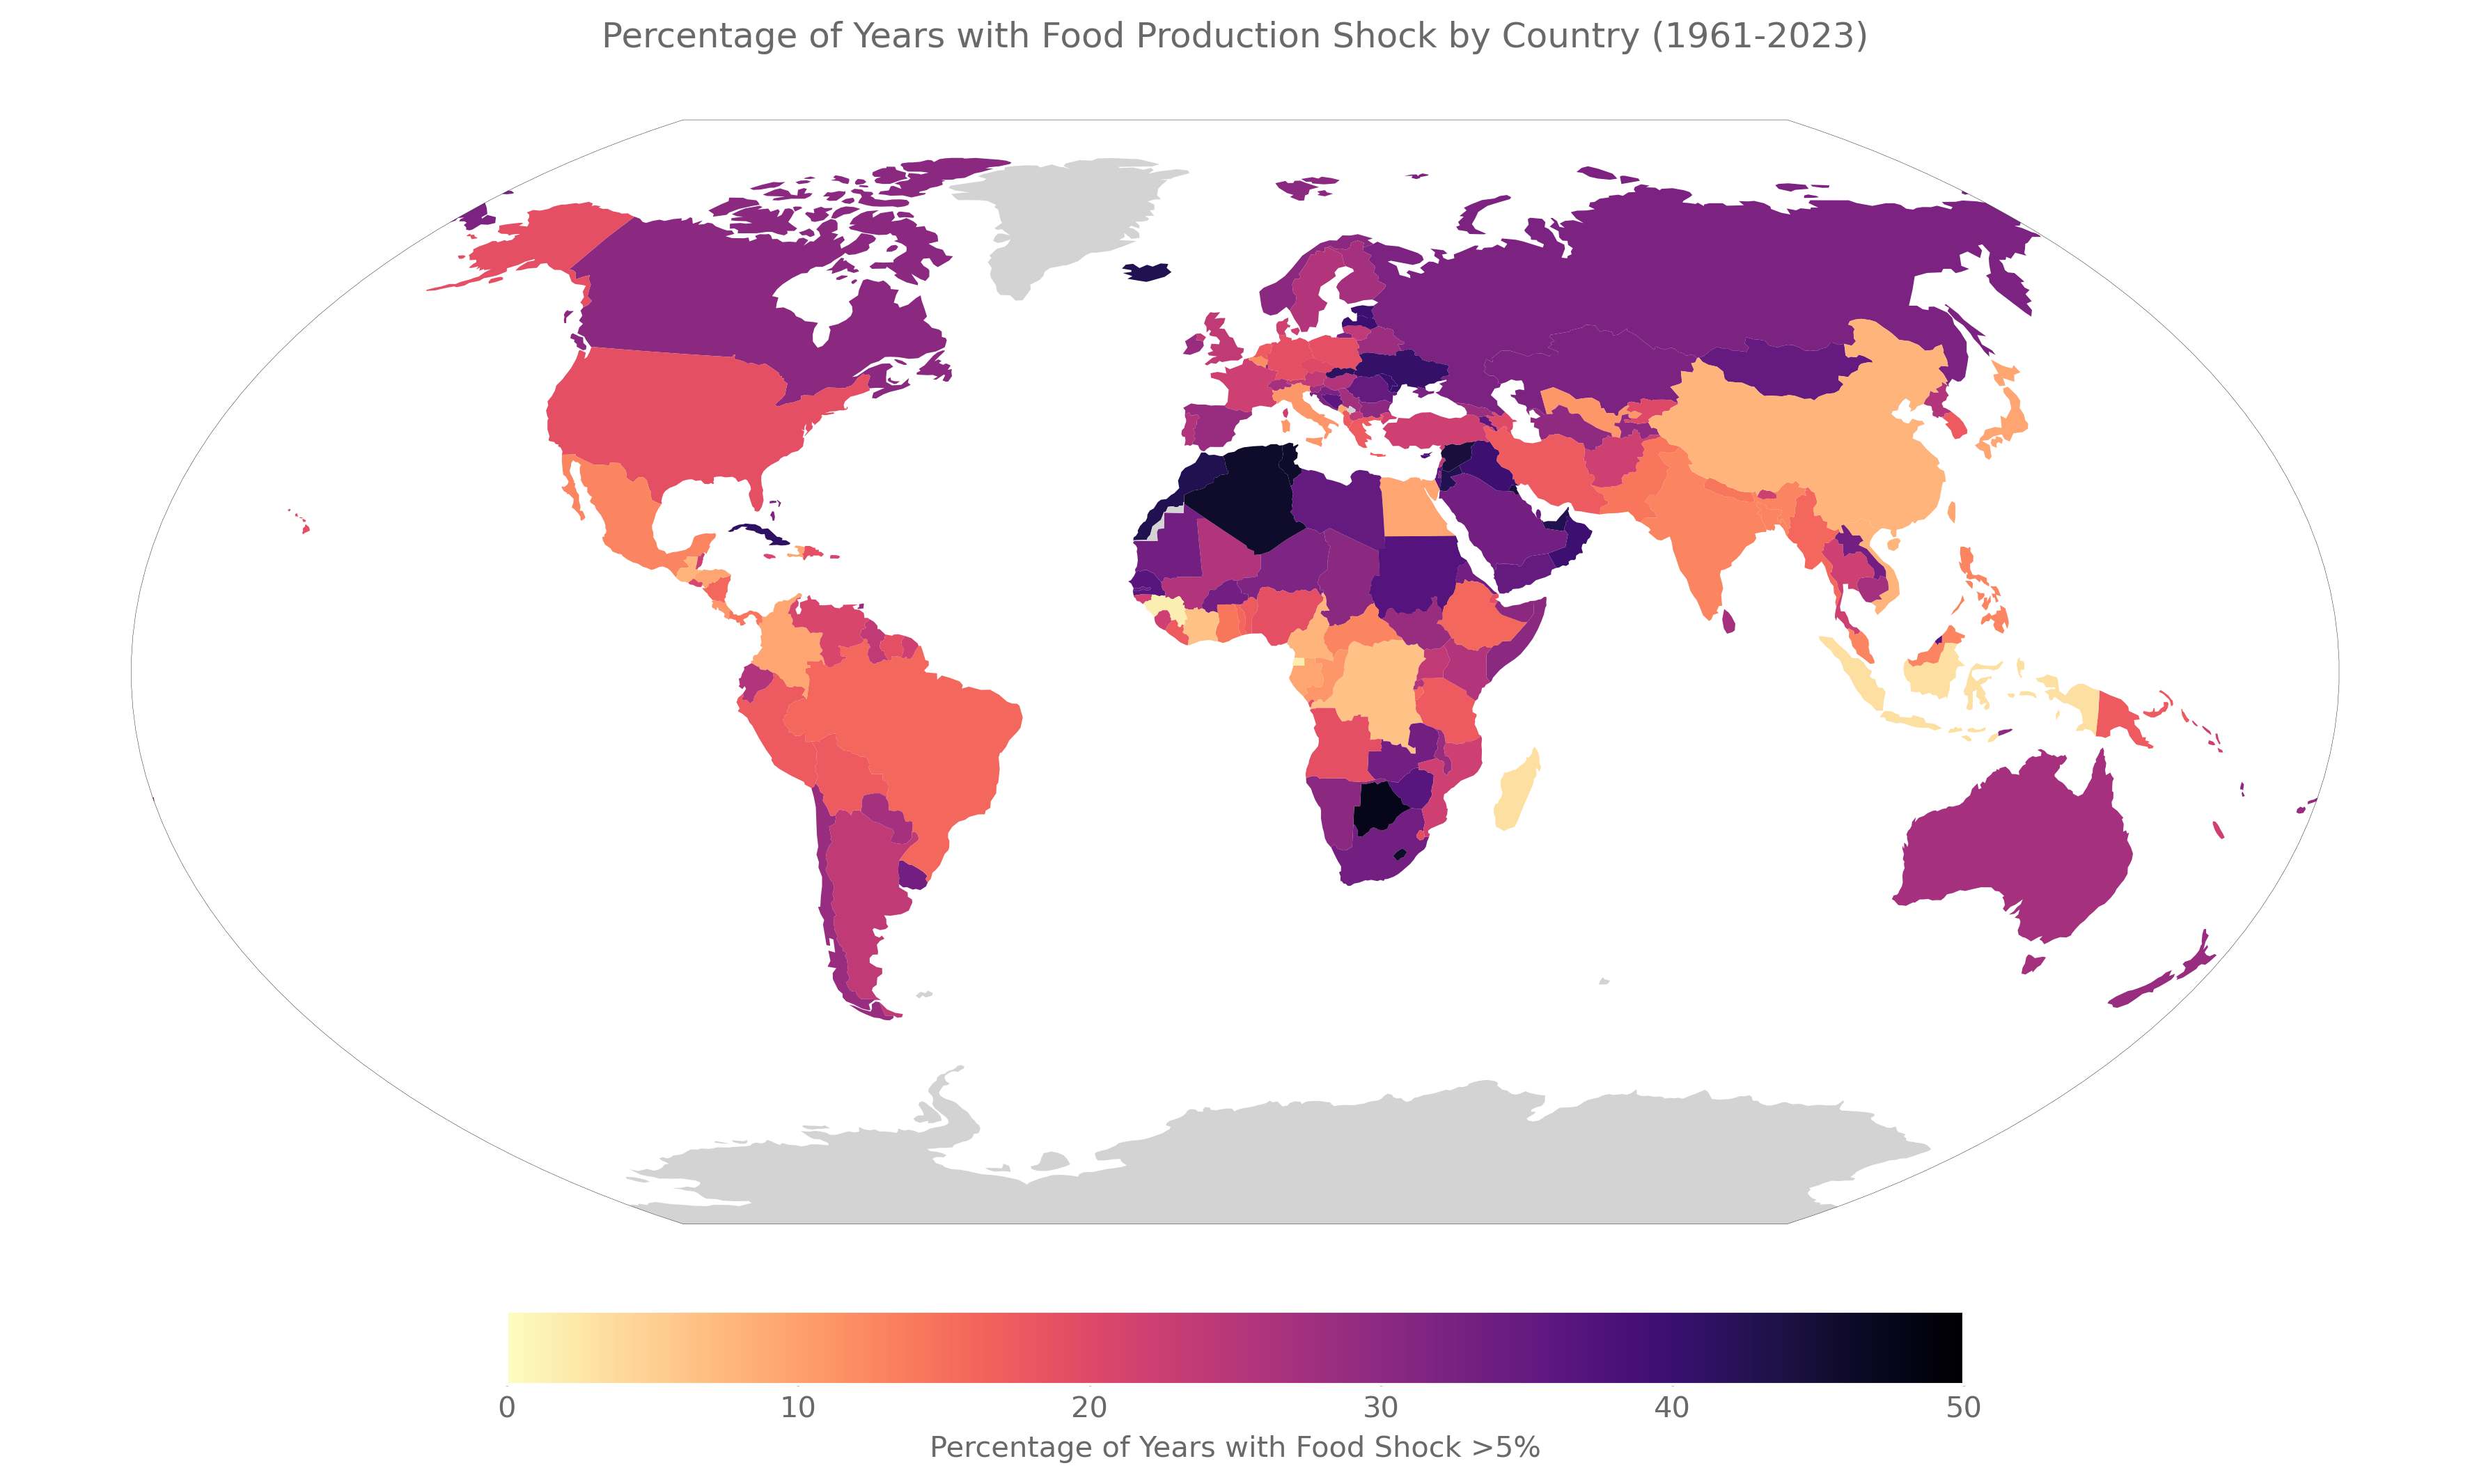 Percentage of Years with Food Production Shock by Country (1961-2023)
0 10 20 30 40 50
Percentage of Years with Food Shock >5%